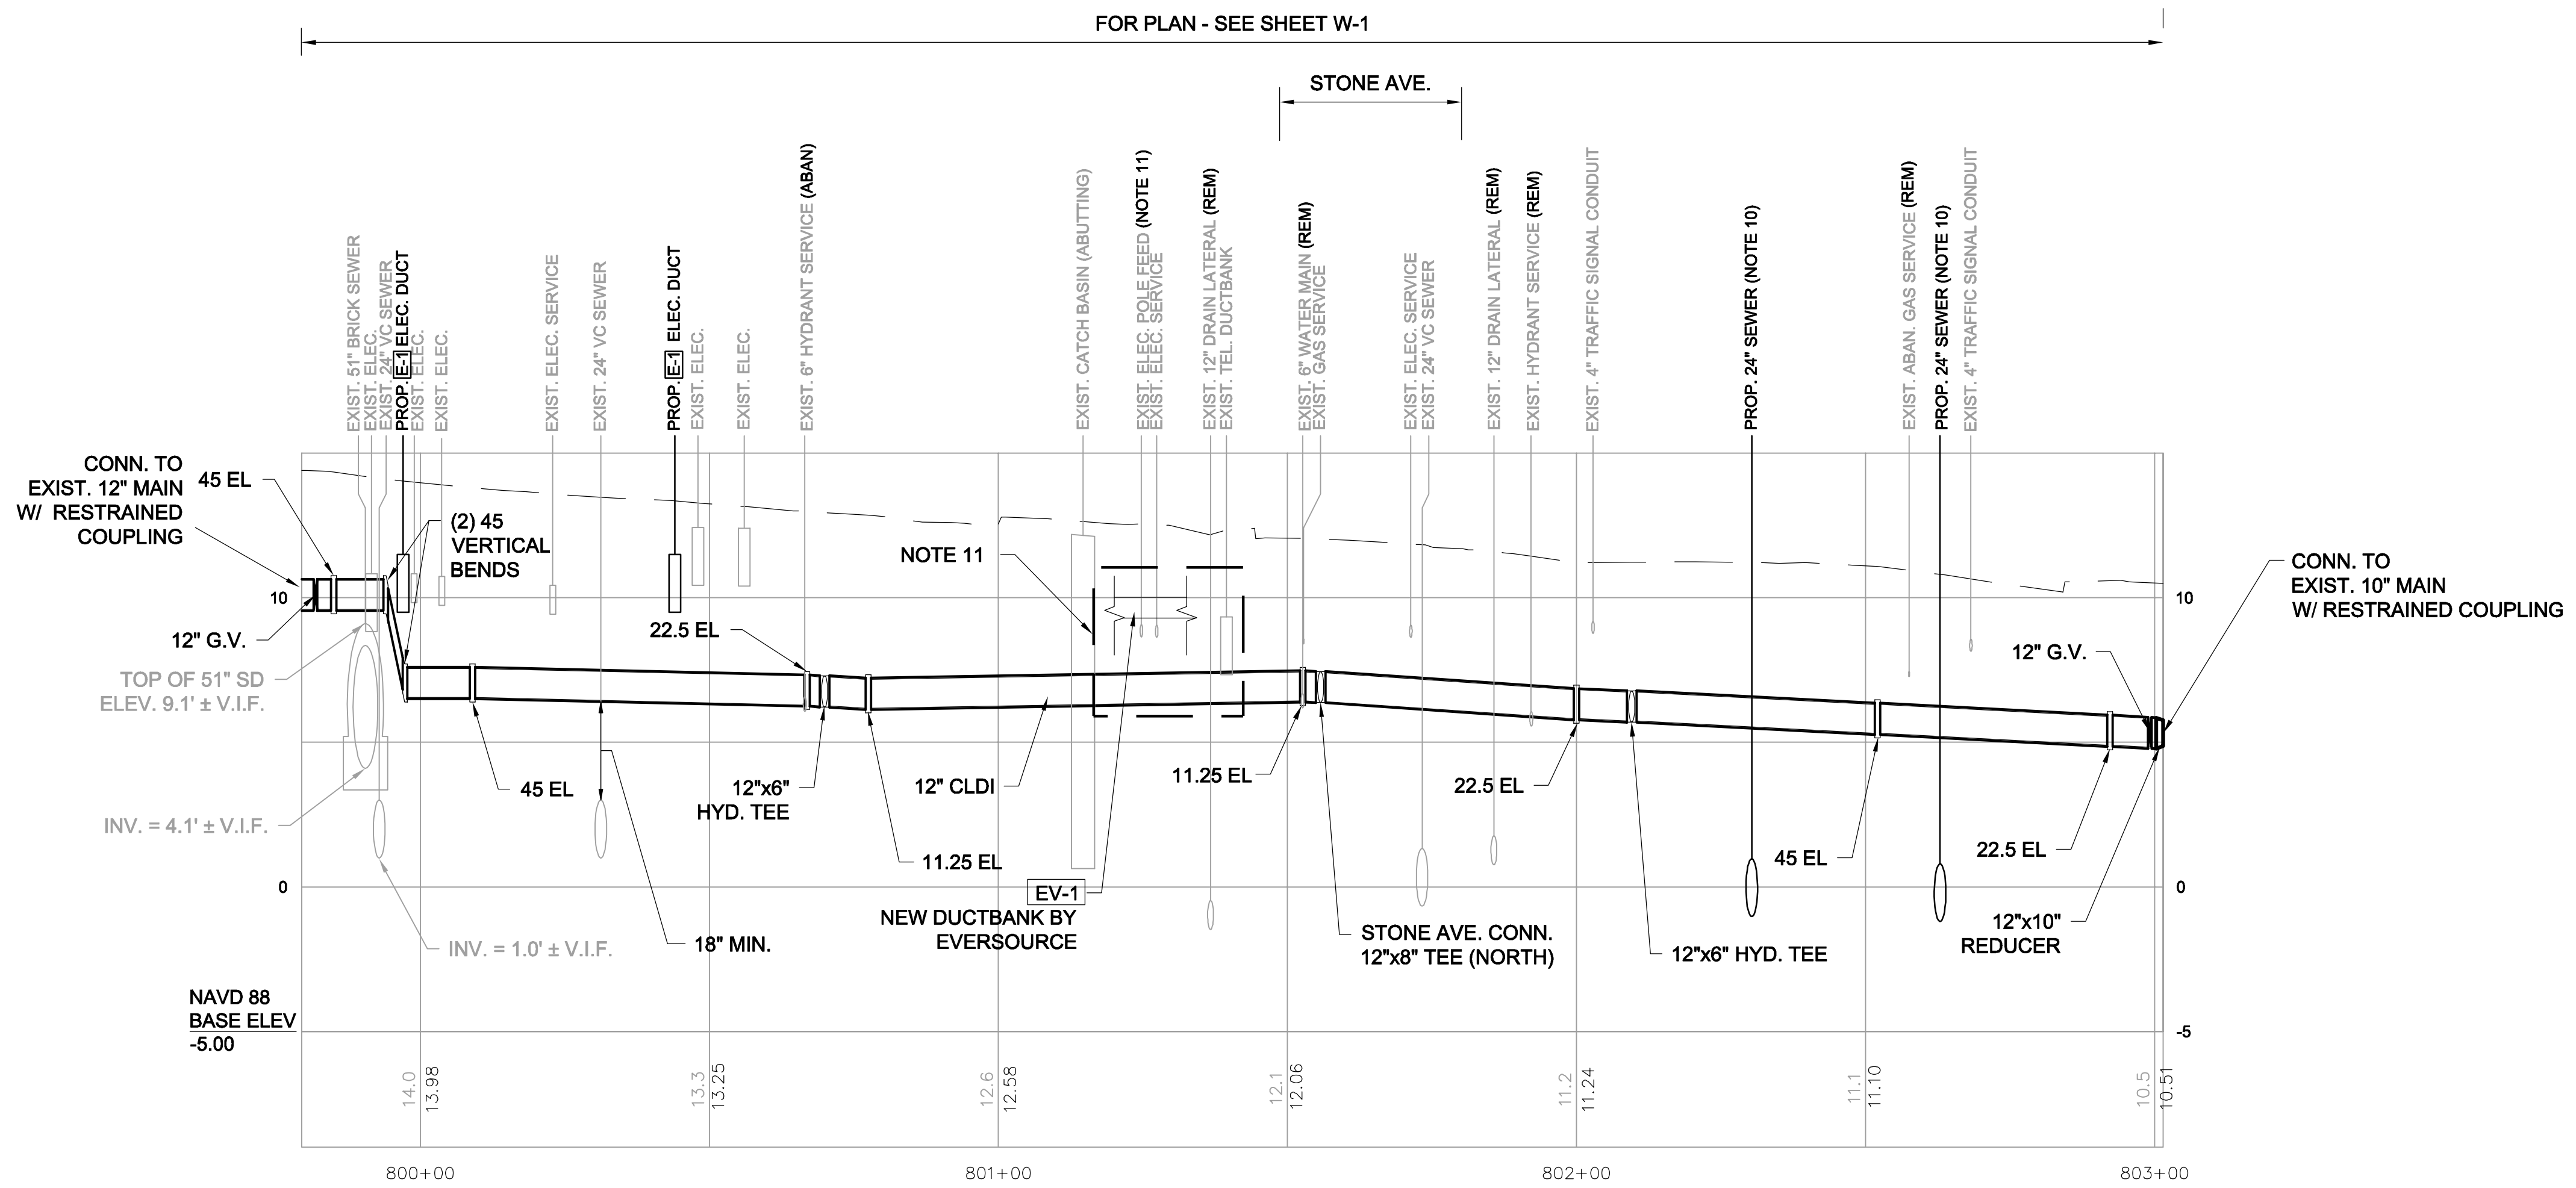 FOR PLAN - SEE SHEET W-1
STONE AVE.
EXIST. 51" BRICK SEWER
EXIST. ELEC.
EXIST. 24" VC SEWER
PROP. E-1 ELEC. DUCT
EXIST. ELEC.
EXIST. ELEC.
EXIST. ELEC. SERVICE
EXIST. 24" VC SEWER
PROP. E-1 ELEC. DUCT
EXIST. ELEC.
EXIST. ELEC.
EXIST. 6" HYDRANT SERVICE (ABAN)
EXIST. CATCH BASIN (ABUTTING)
EXIST. ELEC. POLE FEED (NOTE 11)
EXIST. ELEC. SERVICE
EXIST. 12" DRAIN LATERAL (REM)
EXIST. TEL. DUCTBANK
EXIST. 6" WATER MAIN (REM)
EXIST. GAS SERVICE
EXIST. ELEC. SERVICE
EXIST. 24" VC SEWER
EXIST. 12" DRAIN LATERAL (REM)
EXIST. HYDRANT SERVICE (REM)
EXIST. 4" TRAFFIC SIGNAL CONDUIT
PROP. 24" SEWER (NOTE 10)
EXIST. ABAN. GAS SERVICE (REM)
PROP. 24" SEWER (NOTE 10)
EXIST. 4" TRAFFIC SIGNAL CONDUIT
CONN. TO
EXIST. 12" MAIN
W/ RESTRAINED
COUPLING
45 EL
(2) 45
VERTICAL
BENDS
NOTE 11
CONN. TO
EXIST. 10" MAIN
W/ RESTRAINED COUPLING
10
10
12" G.V.
22.5 EL
12" G.V.
TOP OF 51" SD
ELEV. 9.1' ± V.I.F.
45 EL
12"x6"
HYD. TEE
12" CLDI
11.25 EL
22.5 EL
INV. = 4.1' ± V.I.F.
11.25 EL
45 EL
22.5 EL
0
0
EV-1
NEW DUCTBANK BY
EVERSOURCE
12"x10"
REDUCER
INV. = 1.0' ± V.I.F.
18" MIN.
STONE AVE. CONN.
12"x8" TEE (NORTH)
12"x6" HYD. TEE
NAVD 88
BASE ELEV
-5.00
-5
14.0
13.98
13.3
13.25
12.6
12.58
12.1
12.06
11.2
11.24
11.1
11.10
10.5
10.51
800+00
801+00
802+00
803+00